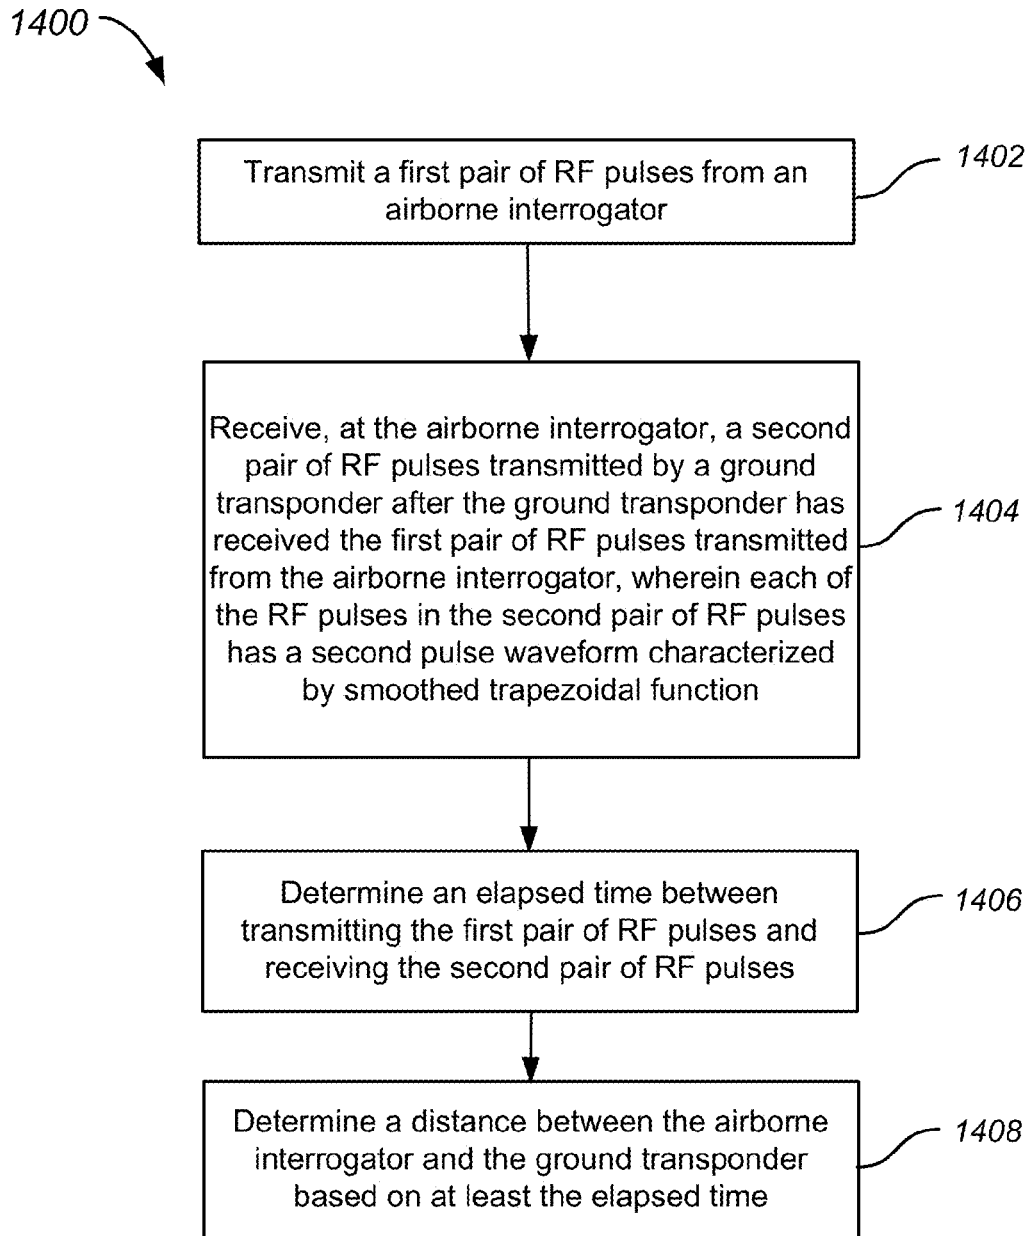 1400
Transmit a first pair of RF pulses from an
airborne interrogator
1402
Receive, at the airborne interrogator, a second
pair of RF pulses transmitted by a ground
transponder after the ground transponder has
received the first pair of RF pulses transmitted
from the airborne interrogator, wherein each of
the RF pulses in the second pair of RF pulses
has a second pulse waveform characterized
by smoothed trapezoidal function
1404
Determine an elapsed time between
transmitting the first pair of RF pulses and
receiving the second pair of RF pulses
1406
Determine a distance between the airborne
interrogator and the ground transponder
based on at least the elapsed time
1408